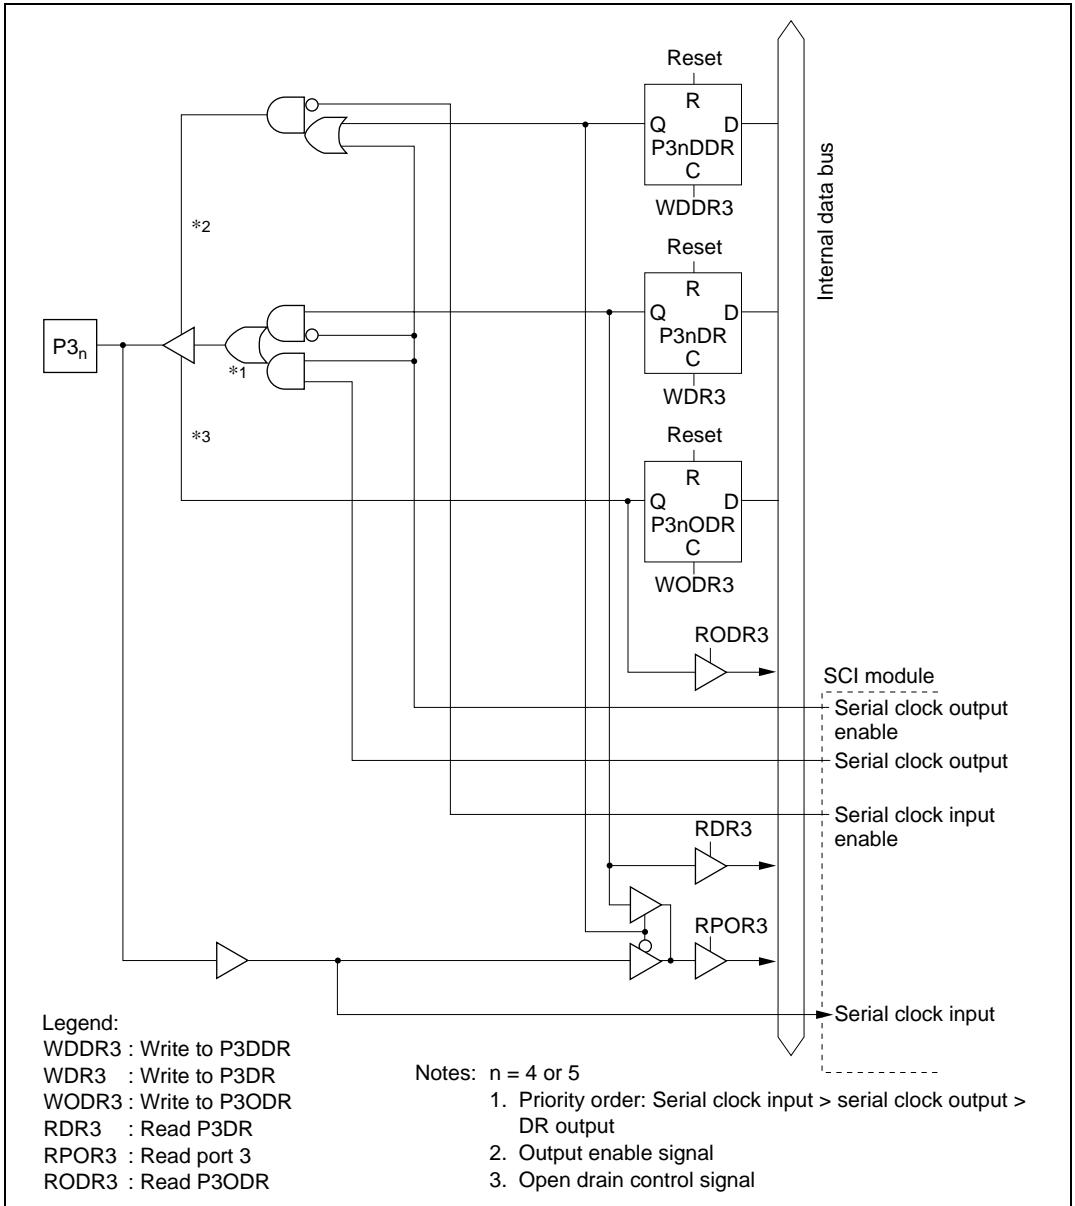 Reset
R
Q D
P3nDDR
C
WDDR3
Internal data bus
*2
Reset
R
Q D
P3nDR
C
WDR3
P3n
*1
*3
Reset
R
Q D
P3nODR
C
WODR3
RODR3
SCI module
Serial clock output
enable
Serial clock output
Serial clock input
enable
RDR3
RPOR3
Serial clock input
Legend:
WDDR3 : Write to P3DDR
WDR3 : Write to P3DR
WODR3 : Write to P3ODR
RDR3 : Read P3DR
RPOR3 : Read port 3
RODR3 : Read P3ODR
Notes: n = 4 or 5
1. Priority order: Serial clock input > serial clock output >
DR output
2. Output enable signal
3. Open drain control signal